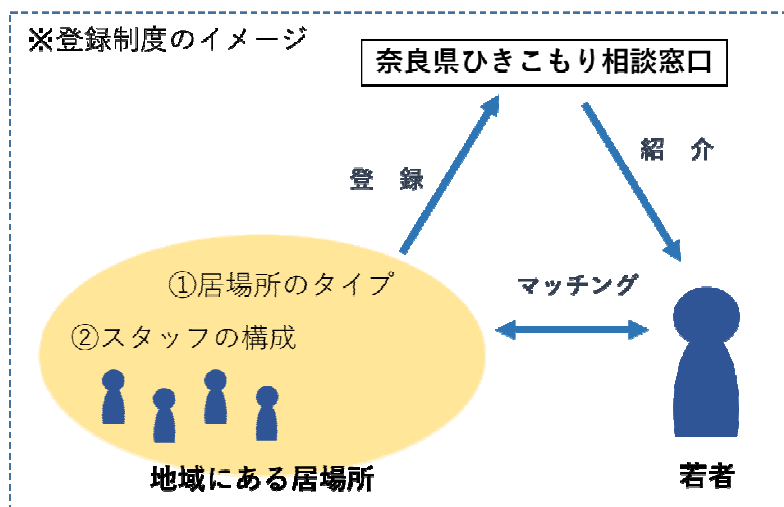 ※登録制度のイメージ
奈良県ひきこもり相談窓口
登　録
紹　介
①居場所のタイプ
マッチング
②スタッフの構成
地域にある居場所
若者